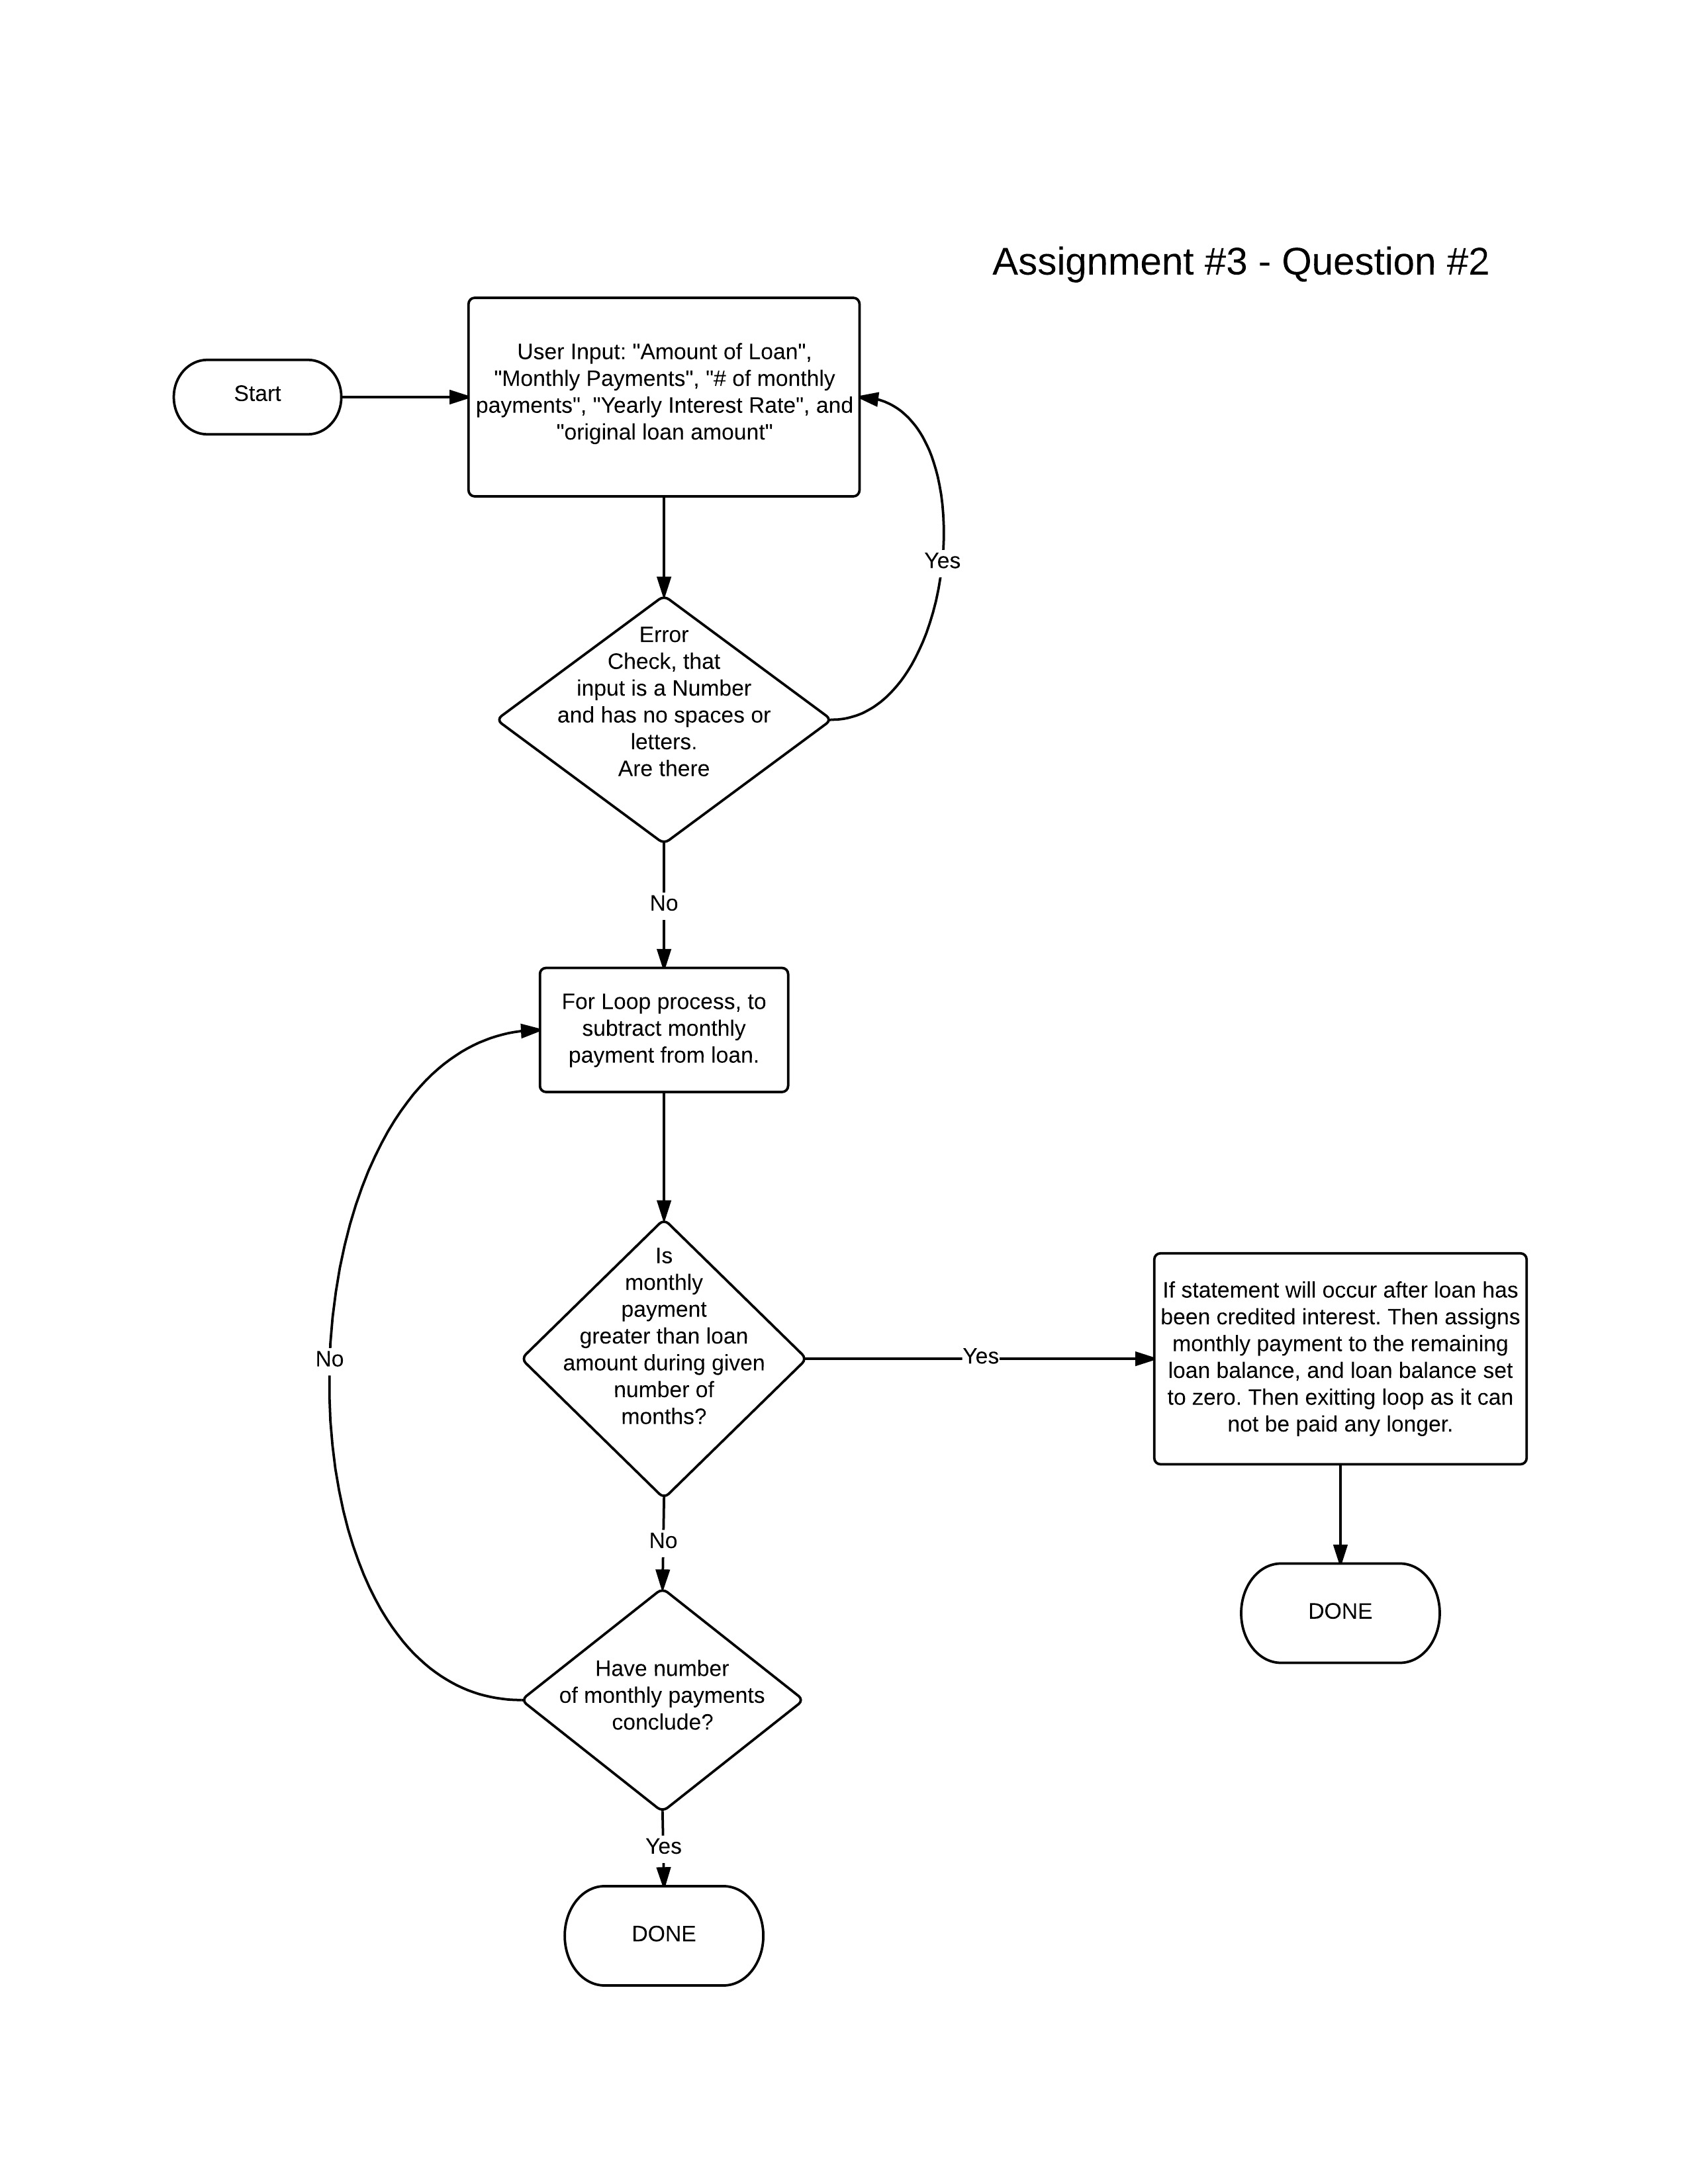 Assignment #3 - Question #2
Start
User Input: "Amount of Loan",
"Monthly Payments", "# of monthly
payments", "Yearly Interest Rate", and
"original loan amount"
Yes
Error
Check, that
input is a Number
and has no spaces or
letters.
Are there
No
For Loop process, to
subtract monthly
payment from loan.
Is
monthly
payment
greater than loan
amount during given
number of
months?
Yes
If statement will occur after loan has
been credited interest. Then assigns
monthly payment to the remaining
loan balance, and loan balance set
to zero. Then exitting loop as it can
not be paid any longer.
No
No
DONE
Have number
of monthly payments
conclude?
Yes
DONE